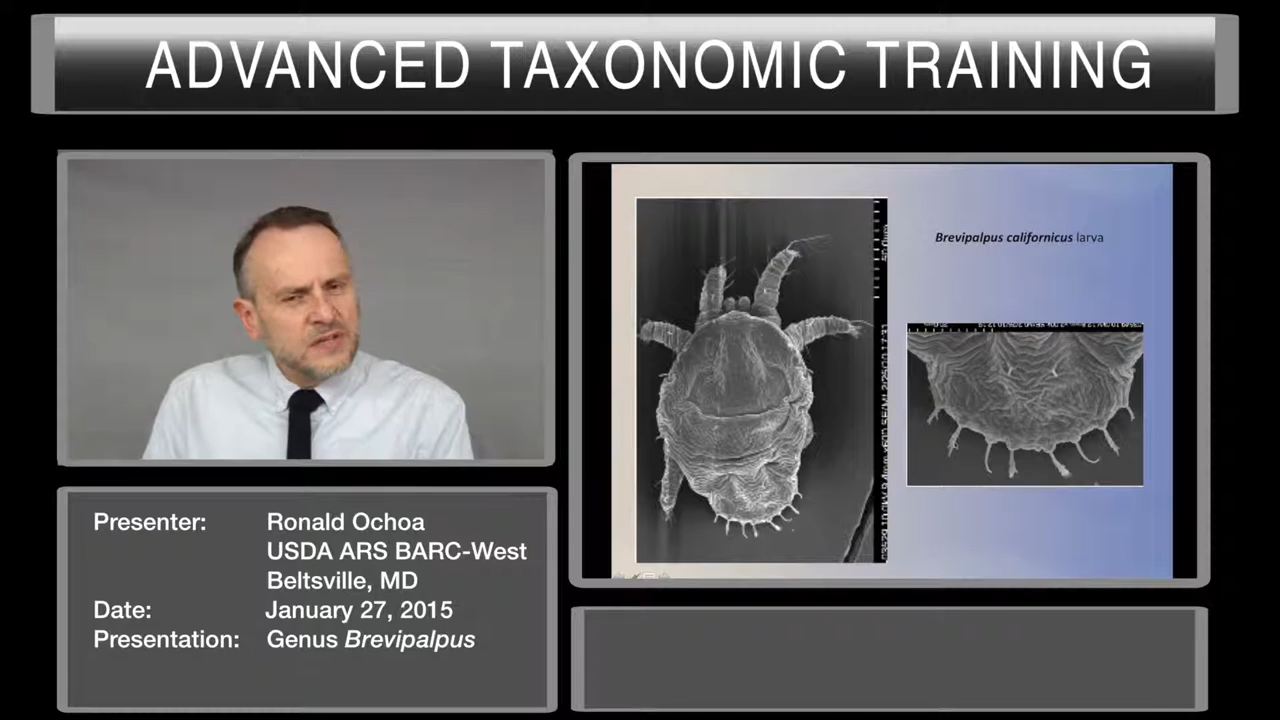 ADVANCED TAXONOMIC TRAINING
Brevipalpus californicus larva
Presenter: Ronald Ochoa
USDA ARS BARC-West
Beltsville, MD
Date: January 27, 2015
Presentation: Genus Brevipalpus